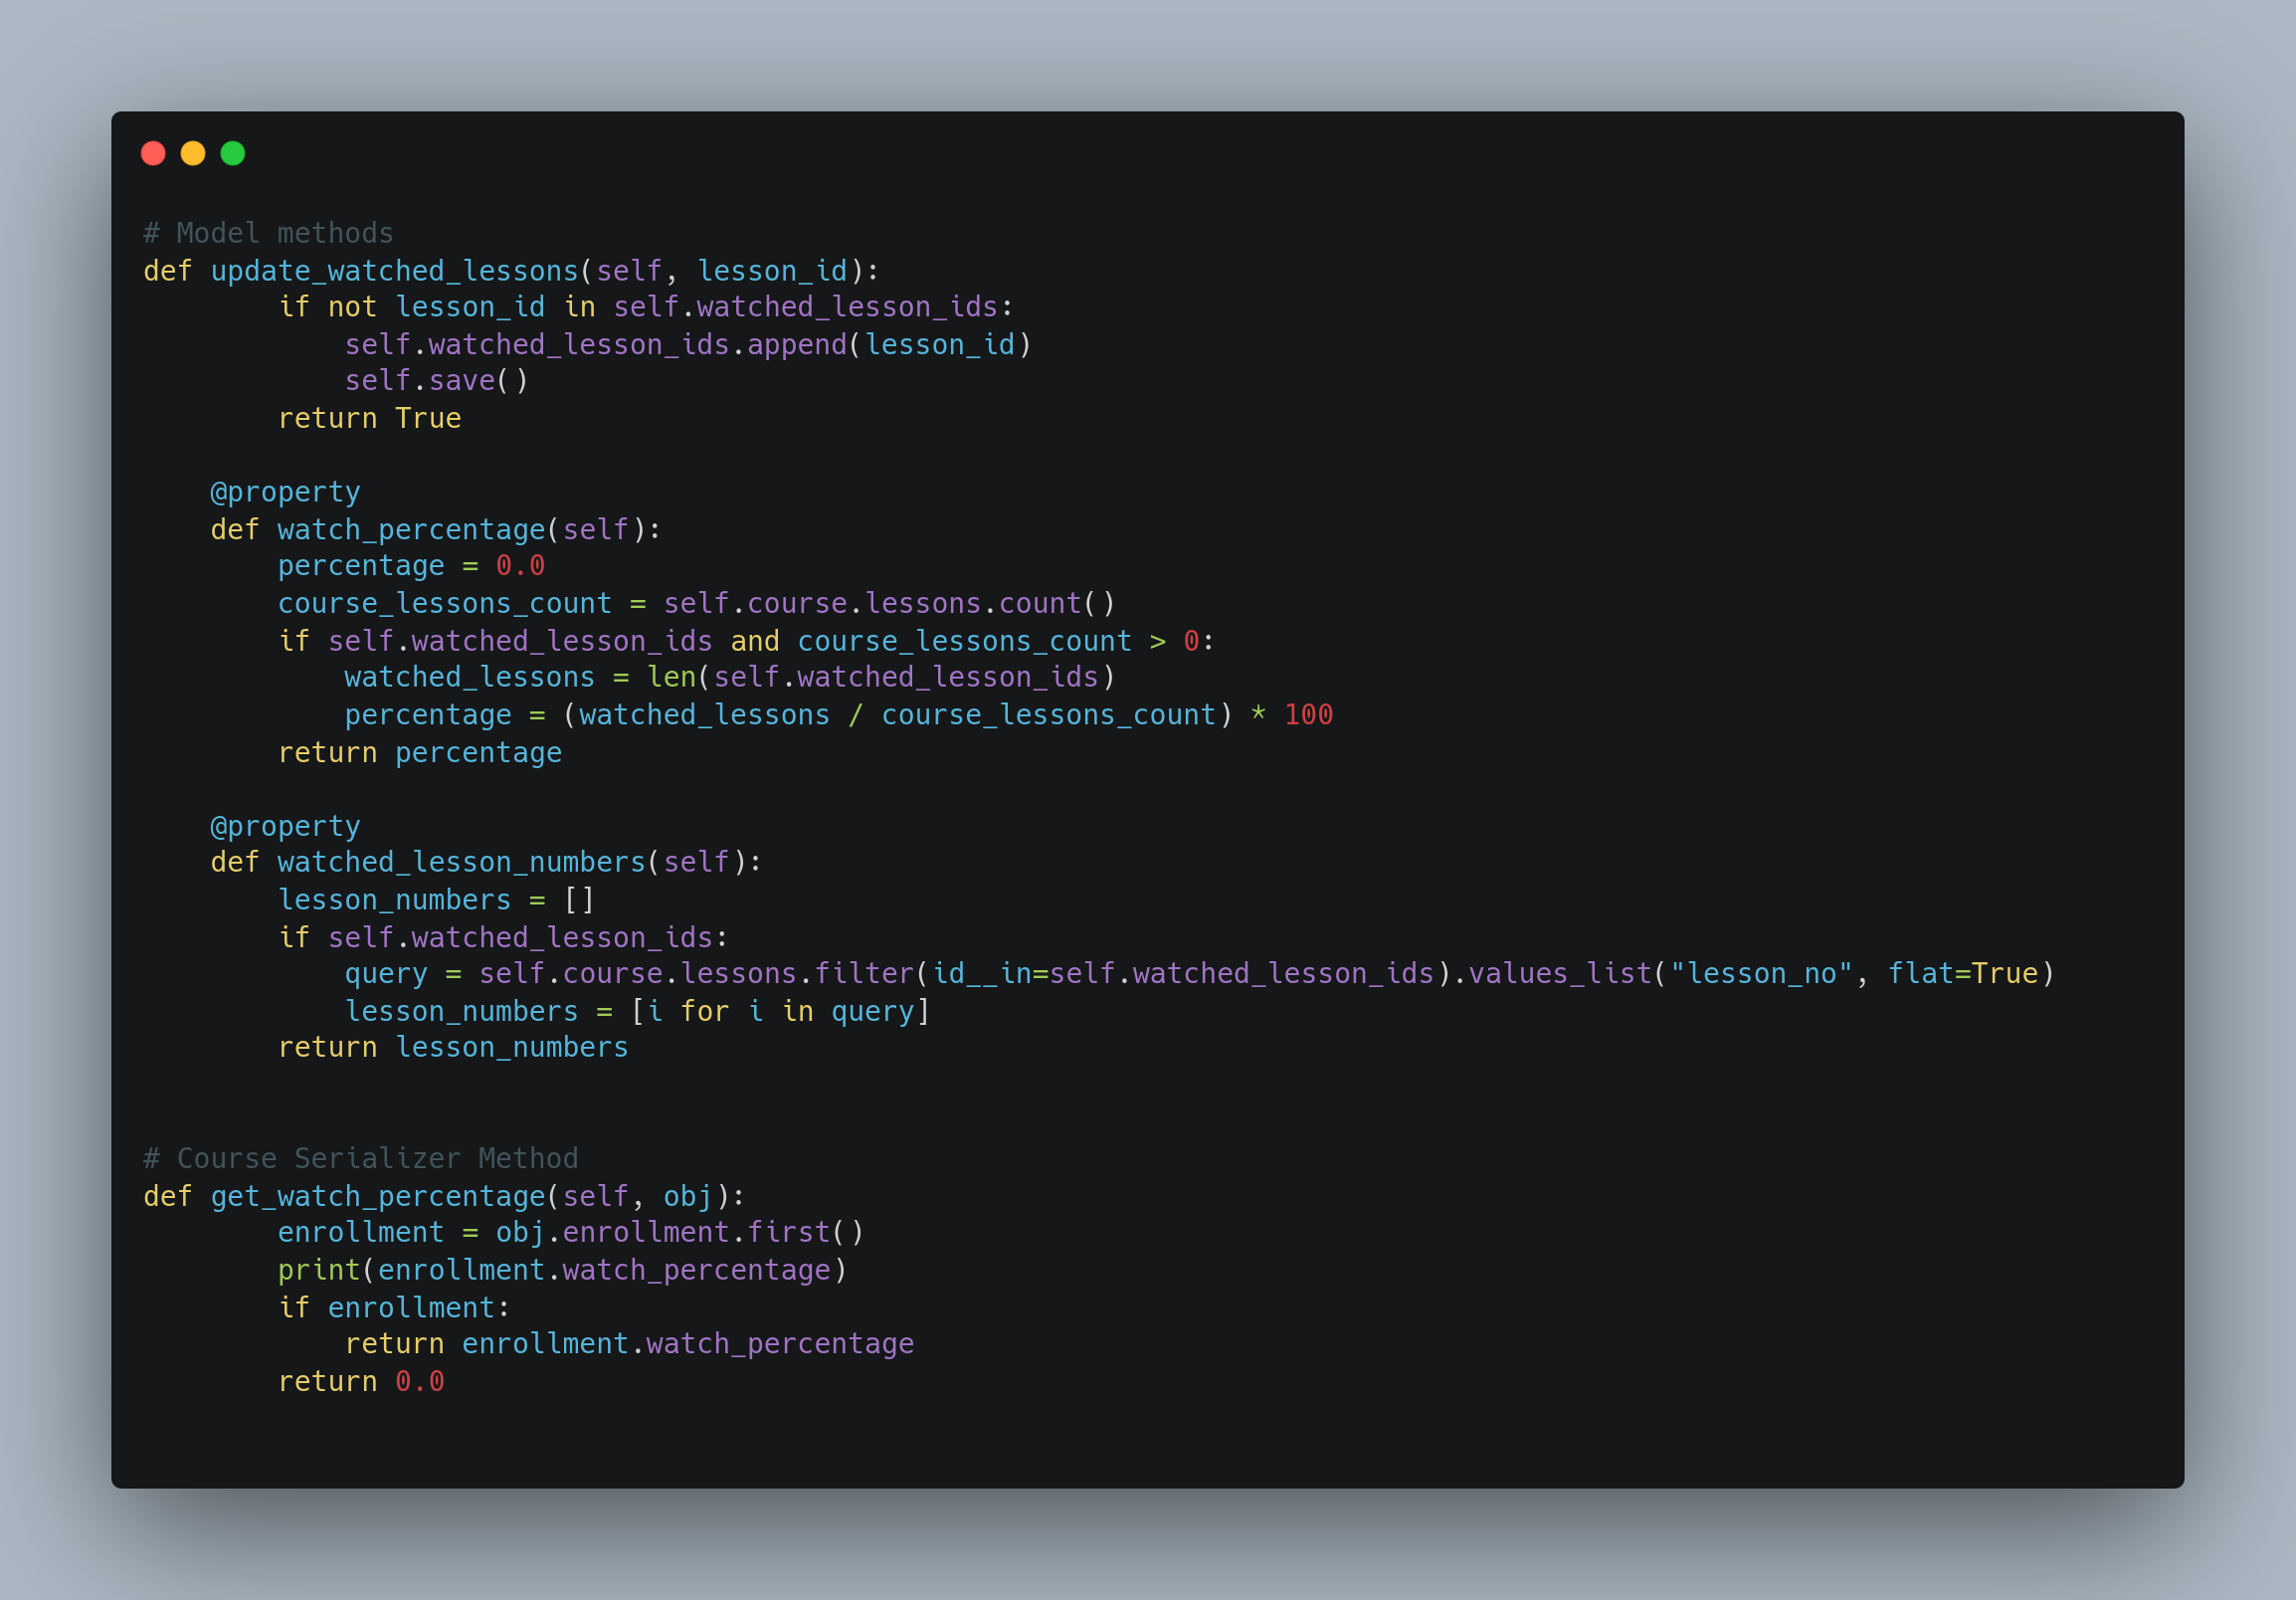 # Model methods
def update_watched_lessons(self, lesson_id):
        if not lesson_id in self.watched_lesson_ids:
            self.watched_lesson_ids.append(lesson_id)
            self.save()
        return True

    @property
    def watch_percentage(self):
        percentage = 0.0
        course_lessons_count = self.course.lessons.count()
        if self.watched_lesson_ids and course_lessons_count > 0:
            watched_lessons = len(self.watched_lesson_ids)
            percentage = (watched_lessons / course_lessons_count) * 100
        return percentage

    @property
    def watched_lesson_numbers(self):
        lesson_numbers = []
        if self.watched_lesson_ids:
            query = self.course.lessons.filter(id__in=self.watched_lesson_ids).values_list("lesson_no", flat=True)
            lesson_numbers = [i for i in query]
        return lesson_numbers


# Course Serializer Method
def get_watch_percentage(self, obj):
        enrollment = obj.enrollment.first()
        print(enrollment.watch_percentage)
        if enrollment:
            return enrollment.watch_percentage
        return 0.0